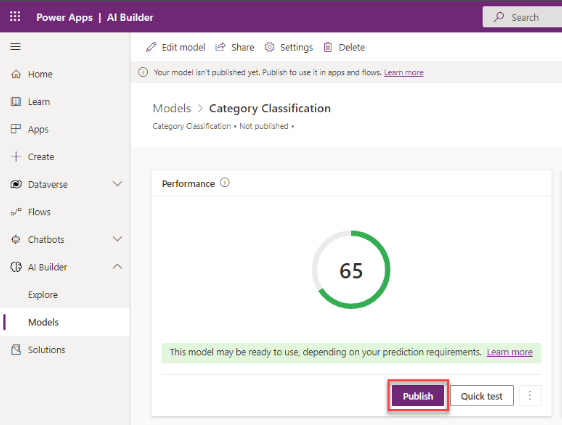 Power Apps | AI Builder
Search
Edit model
Share
Settings
Delete
Your model isn't published yet. Publish to use it in apps and flows. Learn more
Home
Learn
Apps
Create
Dataverse
Flows
Chatbots
AI Builder
Explore
Models
Solutions
Models > Category Classification
Category Classification • Not published •
Performance
65
This model may be ready to use, depending on your prediction requirements. Learn more
Publish
Quick test